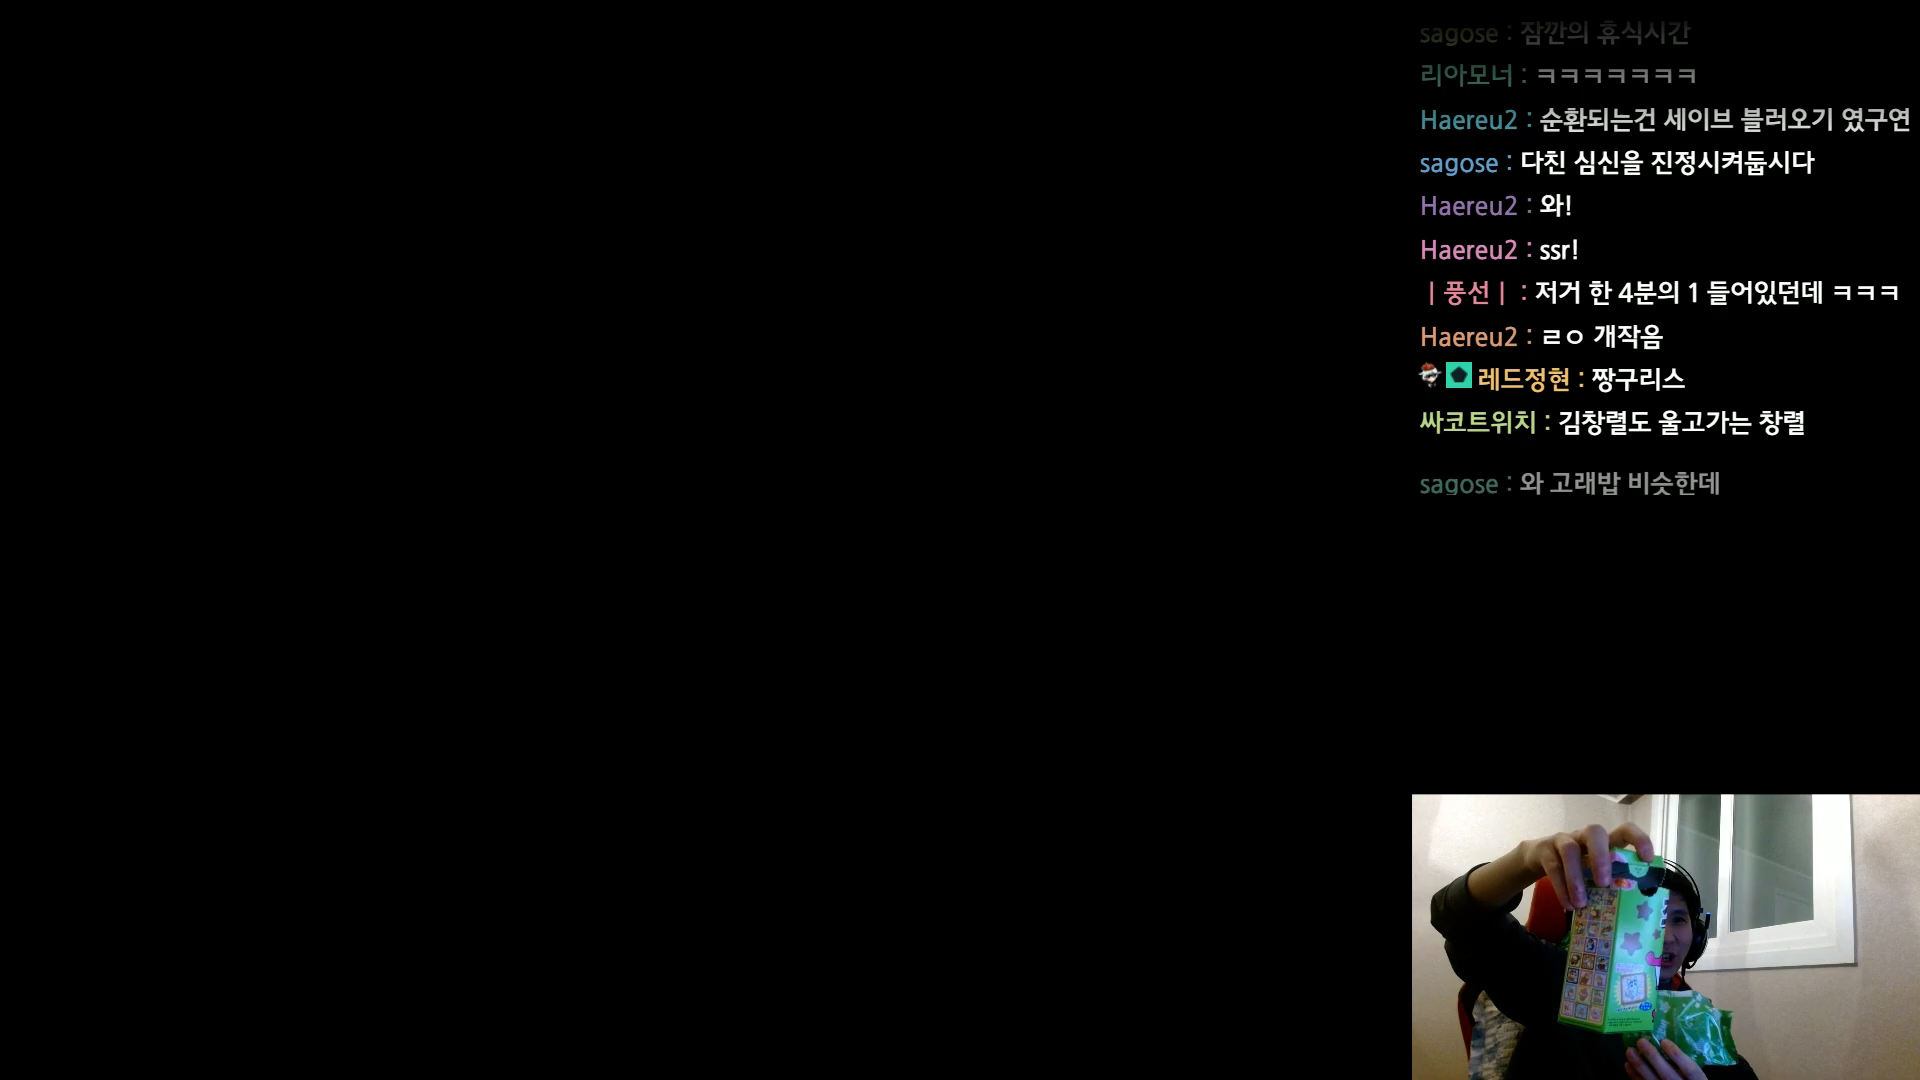 sagose : 잠깐의 휴식시간
리아모너 : ㅋㅋㅋㅋㅋㅋㅋ
Haereu2 : 순환되는건 세이브 블러오기 였구연
sagose : 다친 심신을 진정시켜둡시다
Haereu2 : 와!
Haereu2 : ssr!
ㅣ풍선ㅣ : 저거 한 4분의 1 들어있던데 ㅋㅋㅋ
Haereu2 : ㄹㅇ 개작음
레드정현 : 짱구리스
싸코트위치 : 김창렬도 울고가는 창렬
sagose : 와 고래밥 비슷한데